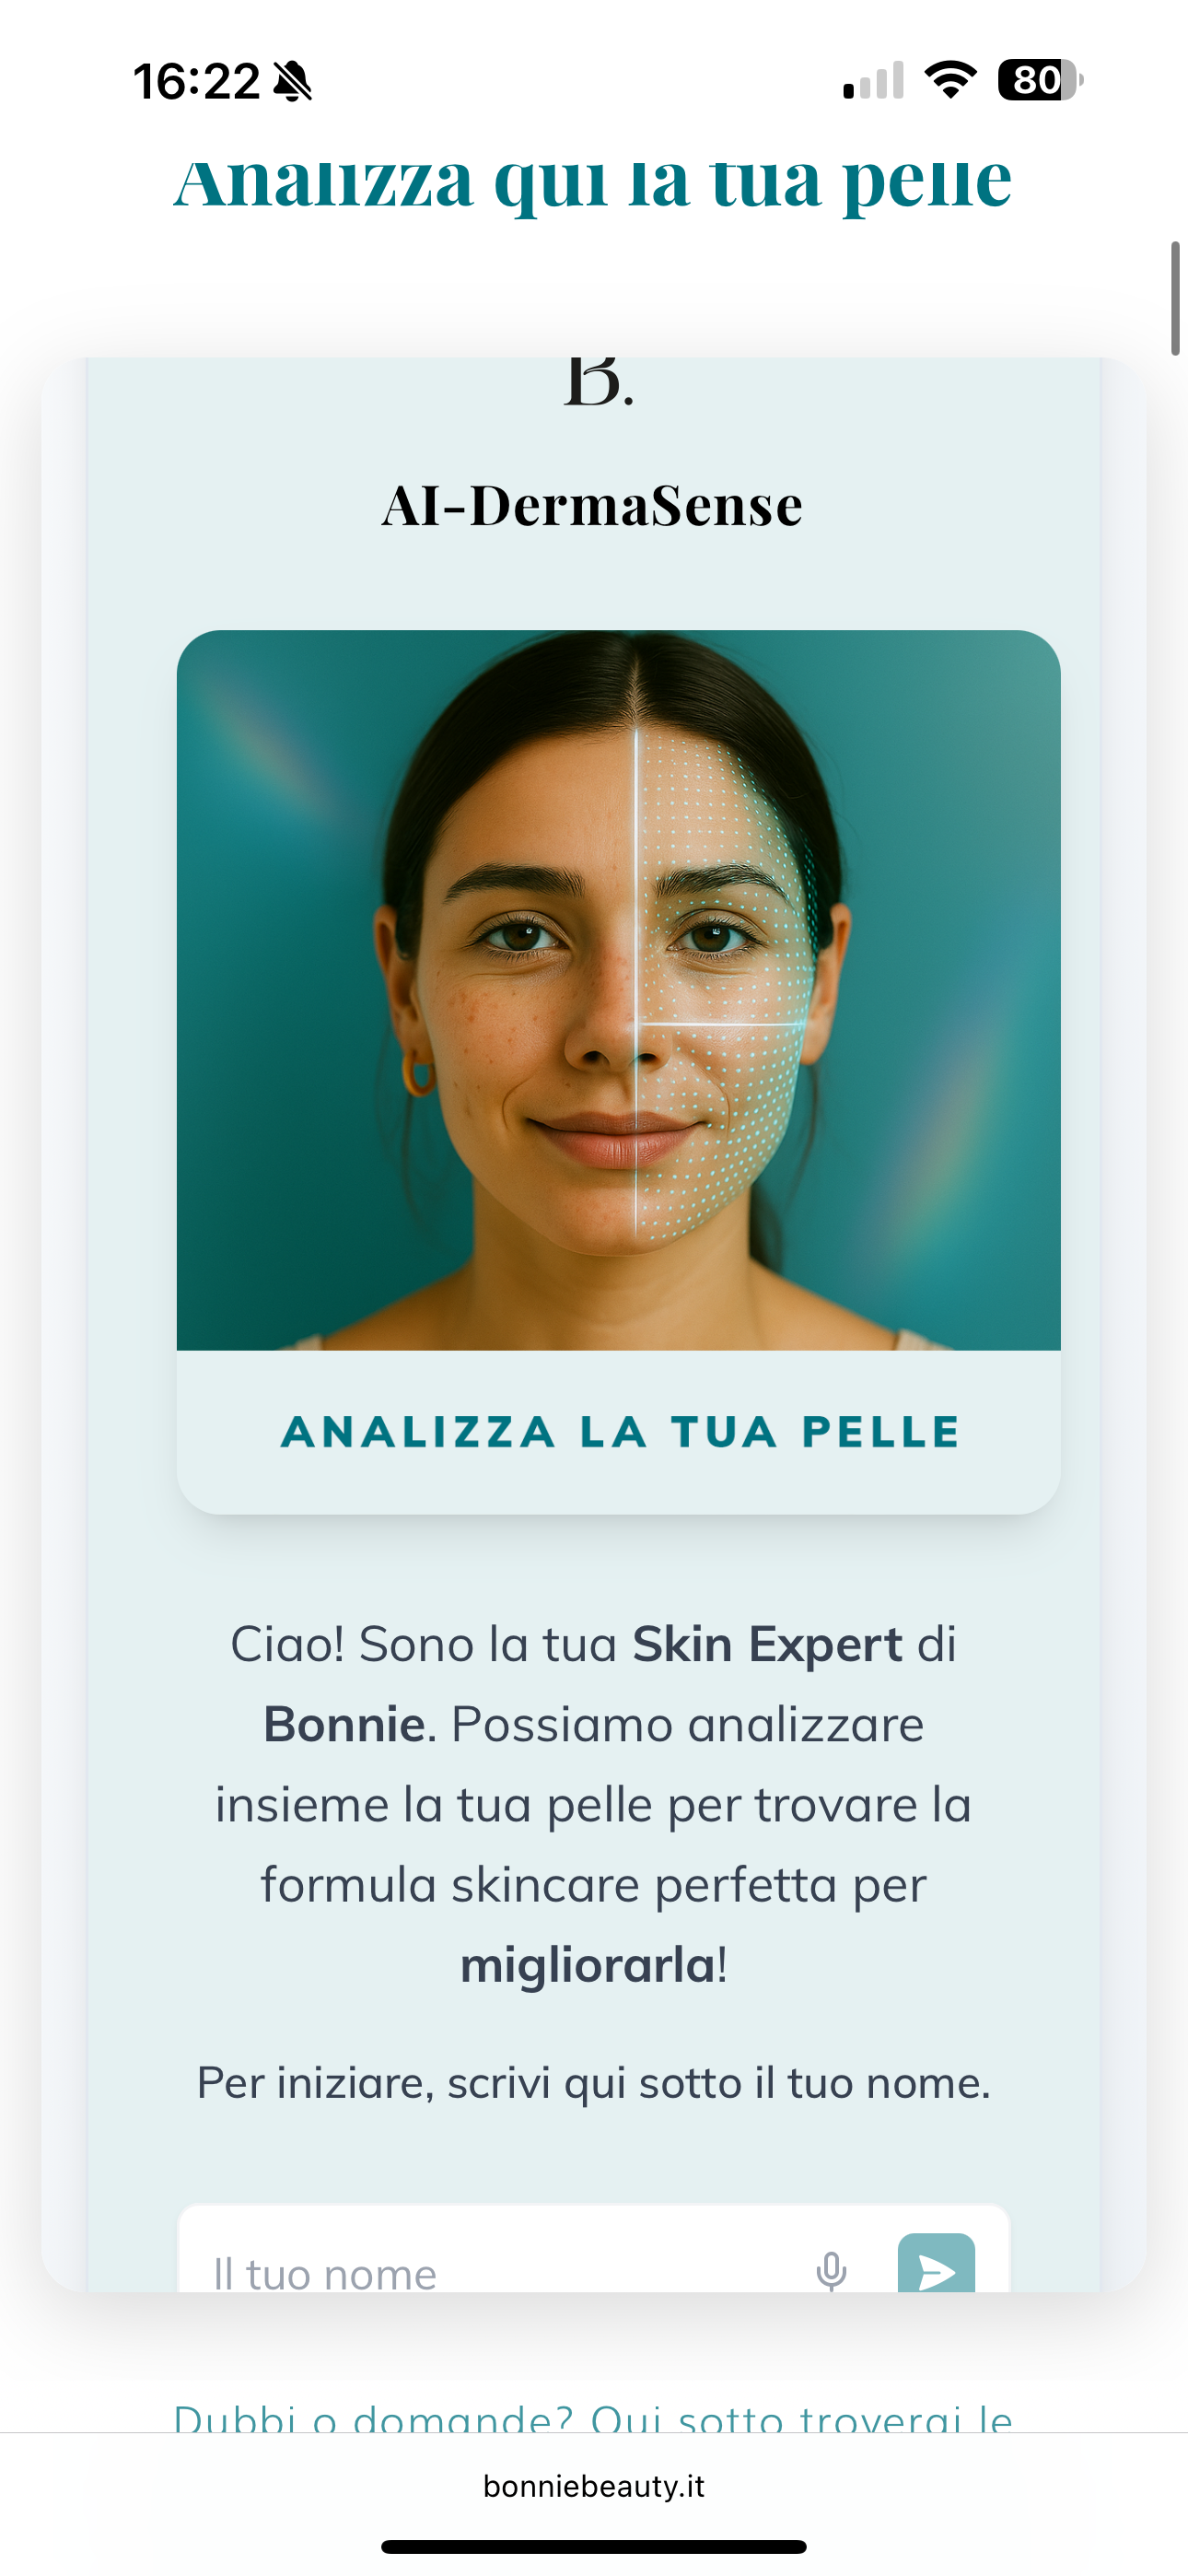 16:22
80
Analizza qui la tua pelle
B.
AI-DermaSense
ANALIZZA LA TUA PELLE
Ciao! Sono la tua Skin Expert di
Bonnie. Possiamo analizzare
insieme la tua pelle per trovare la
formula skincare perfetta per
migliorarla!
Per iniziare, scrivi qui sotto il tuo nome.
Il tuo nome
Dubbi o domande? Qui sotto troverai le
bonniebeauty.it